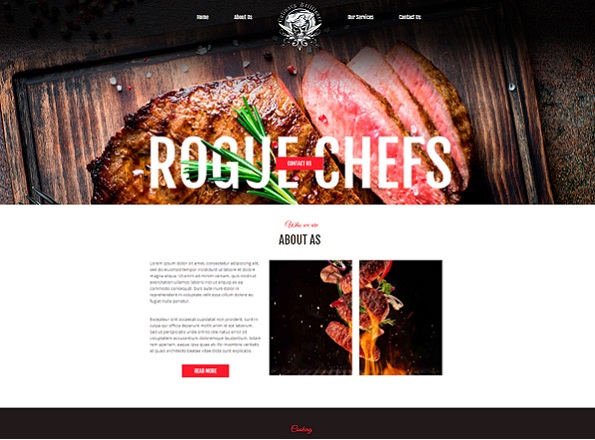 Home
About Us
Our Services
Contact Us
ROGUE CHEFS
CONTACT US
Who we are
ABOUT AS
Lorem ipsum dolor sit amet, consectetur adipiscing elit,
sed do eiusmod tempor incididunt ut labore et dolore
magna aliqua. Ut enim ad minim veniam, quis nostrud
exercitation ullamco laboris nisi ut aliquip ex ea
commodo consequat. Duis aute irure dolor in
reprehenderit in voluptate velit esse cillum dolore eu
fugiat nulla pariatur.
Excepteur sint occaecat cupidatat non proident, sunt in
culpa qui officia deserunt mollit anim id est laborum.
Sed ut perspiciatis unde omnis iste natus error sit
voluptatem accusantium doloremque laudantium, totam
rem aperiam, eaque ipsa quae ab illo inventore veritatis
et quasi architecto beatae vitae dicta sunt explicabo.
READ MORE
Cooking